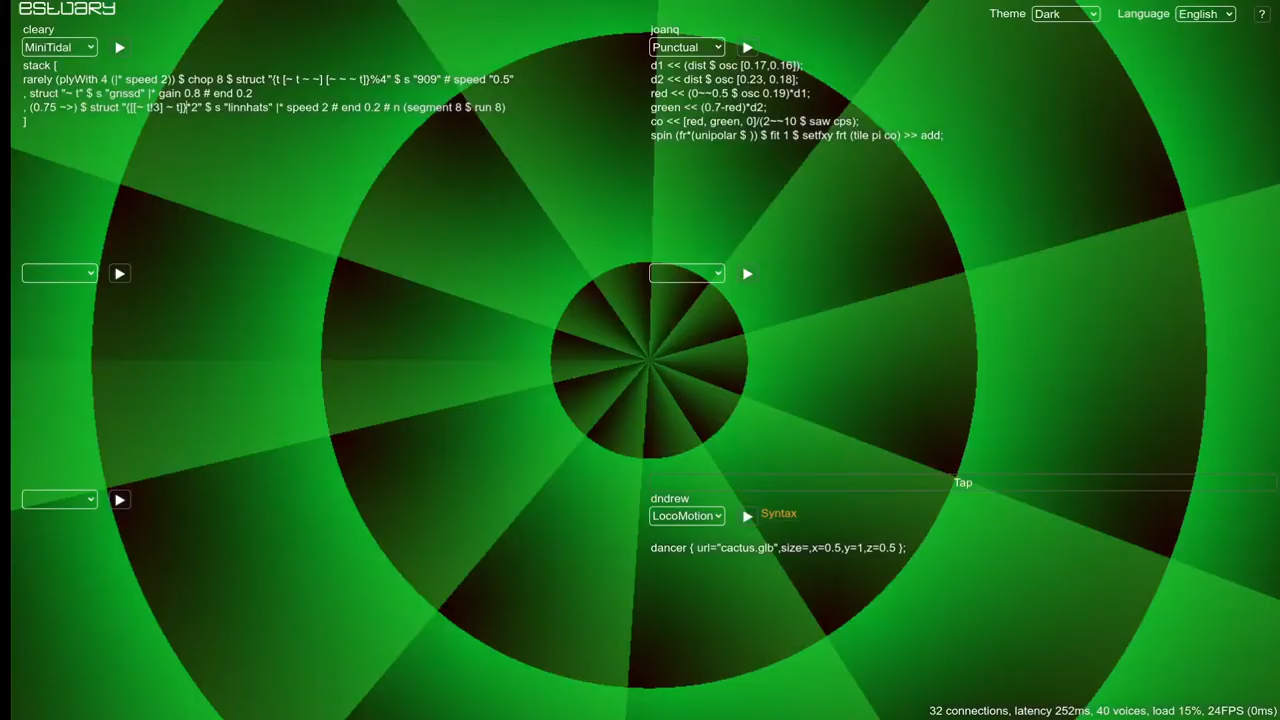 estuary
Theme Dark Language English ?
cleary
MiniTidal
stack [
rarely (plyWith 4 (|* speed 2)) $ chop 8 $ struct "{t [~ t ~ ~] [~ ~ ~ t]}%4" $ s "909" # speed "0.5"
, struct "~ t" $ s "gnssd" |* gain 0.8 # end 0.2
, (0.75 ~>) $ struct "{[[~ t!3] ~ t]}*2" $ s "linnhats" |* speed 2 # end 0.2 # n (segment 8 $ run 8)
]
joanq
Punctual
d1 << (dist $ osc [0.17,0.16]);
d2 << (dist $ osc [0.23, 0.18];
red << (0~~0.5 $ osc 0.19)*d1;
green << (0.7-red)*d2;
co << [red, green, 0]/(2~~10 $ saw cps);
spin (fr*(unipolar $ )) $ fit 1 $ setfxy frt (tile pi co) >> add;
Tap
dndrew
LocoMotion Syntax
dancer { url="cactus.glb",size=,x=0.5,y=1,z=0.5 };
32 connections, latency 252ms, 40 voices, load 15%, 24FPS (0ms)